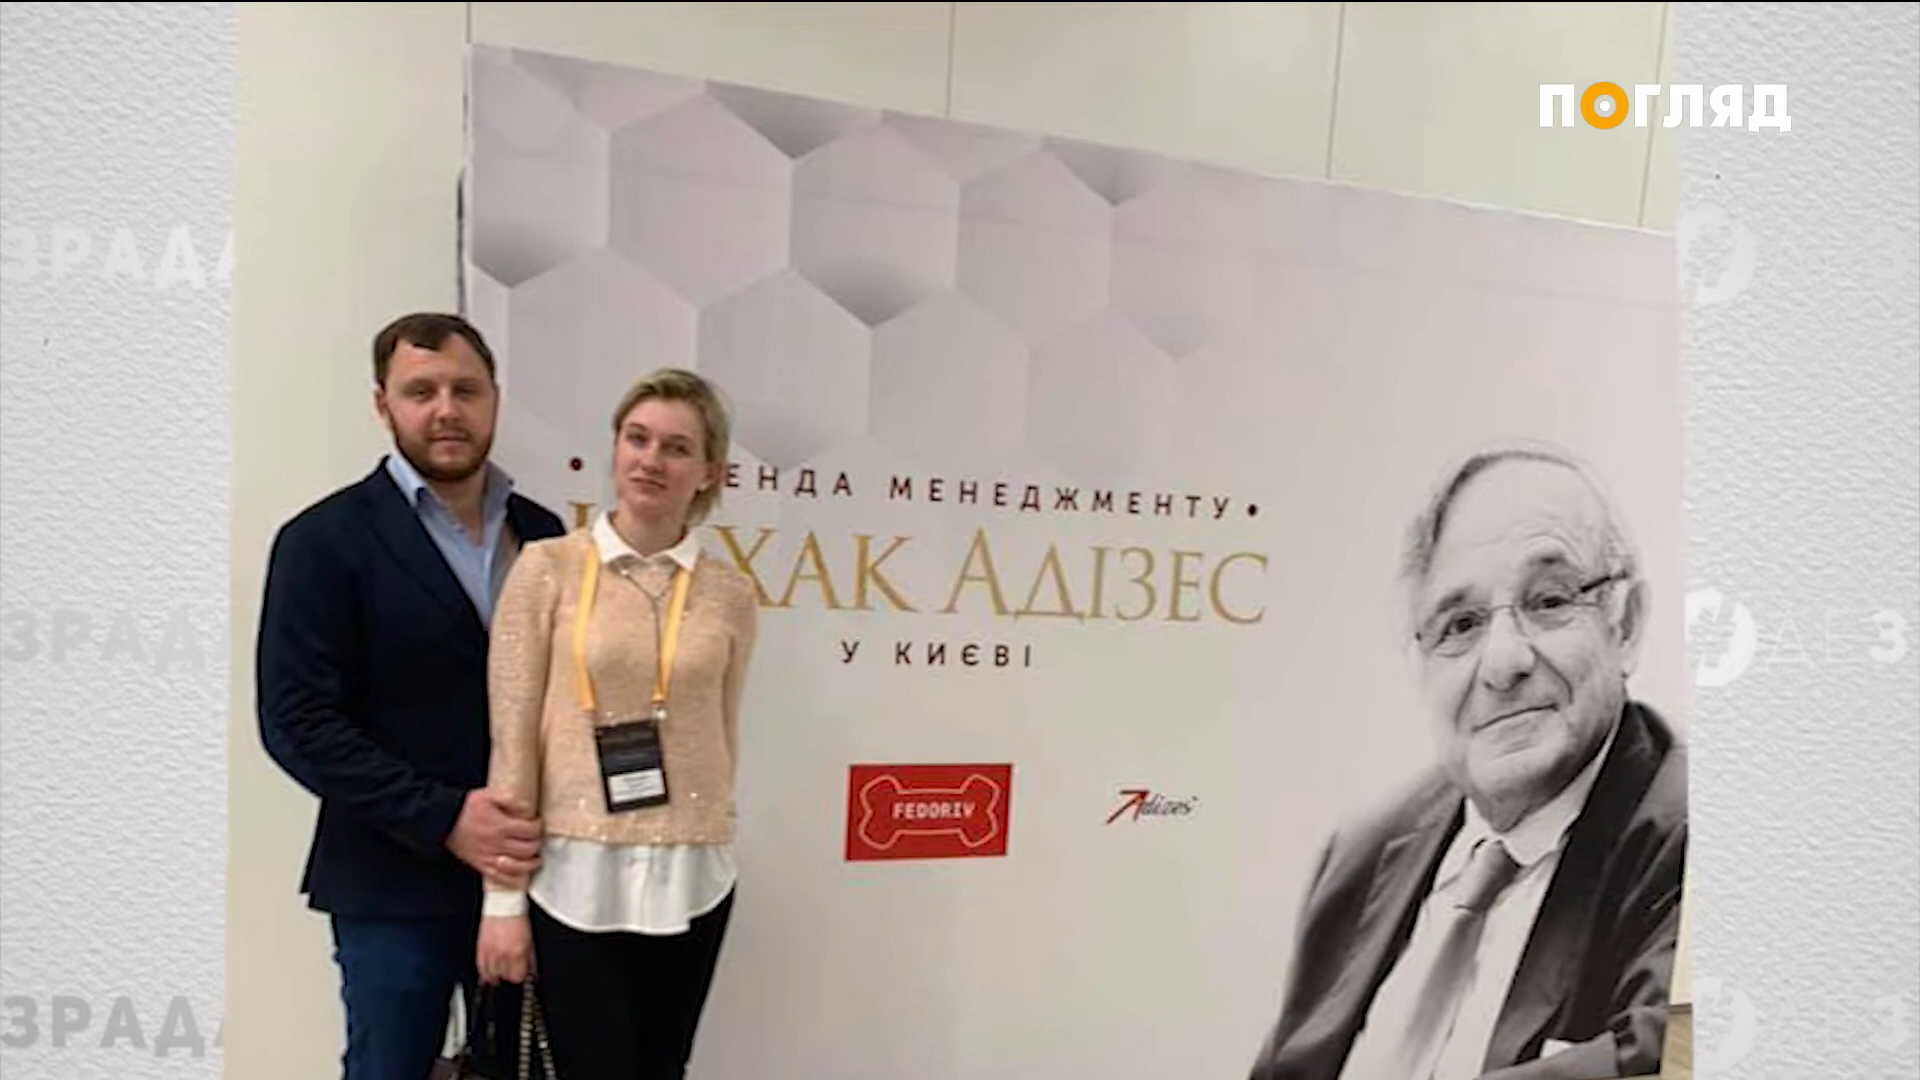 ПОГЛЯД
ЗРАДА
ЕНДА МЕНЕДЖМЕНТУ
ХАК АДІЗЕС
У КИЄВІ
ЗРАДА
FEDORIV
Adizes
ЗРАДА